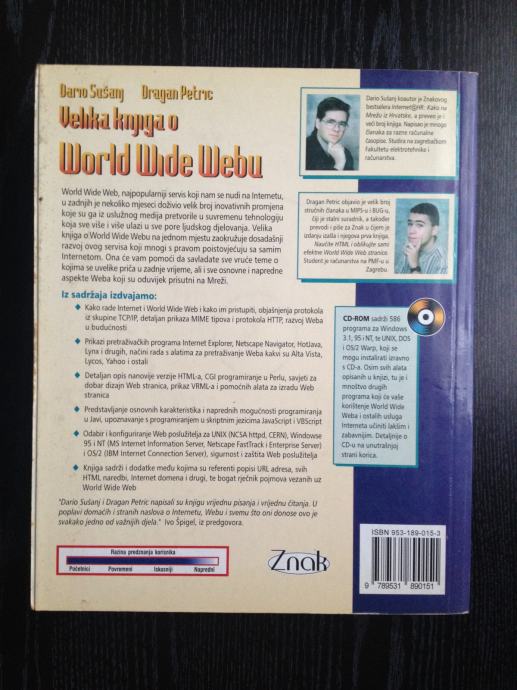 Dario Sušanj Dragan Petric
Velika knjiga o
World Wide Webu
World Wide Web, najpopularniji servis koji nam se nudi na Internetu,
u zadnjih je nekoliko mjeseci doživio velik broj inovativnih promjena
koje su ga iz uslužnog medija pretvorile u suvremenu tehnologiju
koja sve više i više ulazi u sve pore ljudskog djelovanja. Velika
knjiga o World Wide Webu na jednom mjestu zaokružuje dosadašnji
razvoj ovog servisa koji mnogi s pravom poistovjećuju sa samim
Internetom. Ona će vam pomoći da savladate sve vruće teme o
kojima se uvelike priča u zadnje vrijeme, ali i sve osnovne i napredne
aspekte Weba koji su oduvijek prisutni na Mreži.
Dario Sušanj koautor je Znakovog
bestselera Internet@HR: Kako na
Mrežu iz Hrvatske, a preveo je i
veći broj knjiga. Napisao je mnogo
članaka za razne računalne
časopise. Studira na zagrebačkom
Fakultetu elektrotehnike i
računarstva.
Dragan Petric objavio je velik broj
stručnih članaka u MIPS-u i BUG-u,
čiji je stalni suradnik, a također
prevodi i piše za Znak u čijem je
izdanju izašla i njegova prva knjiga,
Naučite HTML i oblikujte sami
efektne World Wide Web stranice.
Student je računarstva na PMF-u u
Zagrebu.
Iz sadržaja izdvajamo:
Kako rade Internet i World Wide Web i kako im pristupiti, objašnjenja protokola
iz skupine TCP/IP, detaljan prikaz MIME tipova i protokola HTTP, razvoj Weba
u budućnosti
Prikazi pretraživačkih programa Internet Explorer, Netscape Navigator, HotJava,
Lynx i drugih, načini rada s alatima za pretraživanje Weba kakvi su Alta Vista,
Lycos, Yahoo i ostali
Detaljan opis nanovije verzije HTML-a, CGI programiranje u Perlu, savjeti za
dobar dizajn Web stranica, prikaz VRML-a i pomoćnih alata za izradu Web
stranica
Predstavljanje osnovnih karakteristika i naprednih mogućnosti programiranja
u Javi, upoznavanje s programiranjem u skriptnim jezicima JavaScript i VBScript
Odabir i konfiguriranje Web poslužitelja za UNIX (NCSA httpd, CERN), Windowse
95 i NT (MS Internet Information Server, Netscape FastTrack i Enterprise Server)
i OS/2 (IBM Internet Connection Server), sigurnost i zaštita Web poslužitelja
Knjiga sadrži i dodatke među kojima su referenti popisi URL adresa, svih
HTML naredbi, Internet domena i drugi, te bogat rječnik pojmova vezanih uz
World Wide Web
"Dario Sušanj i Dragan Petric napisali su knjigu vrijednu pisanja i vrijednu čitanja. U
poplavi domaćih i stranih naslova o Internetu, Webu i svemu što oni donose ovo je
svakako jedno od važnijih djela." Ivo Špigel, iz predgovora.
CD-ROM sadrži 586
programa za Windows
3.1, 95 i NT, te UNIX, DOS
i OS/2 Warp, koji se
mogu instalirati izravno
s CD-a. Osim svih alata
opisanih u knjizi, tu je i
mnoštvo drugih
programa koji će vaše
korištenje World Wide
Weba i ostalih usluga
Interneta učiniti lakšim i
zabavnijim. Detaljnije o
CD-u na unutrašnjoj
strani korica.
Razina predznanja korisnika
Početnici Povremeni Iskusniji Napredni
Znak
ISBN 953-189-015-3
9 789531 890151